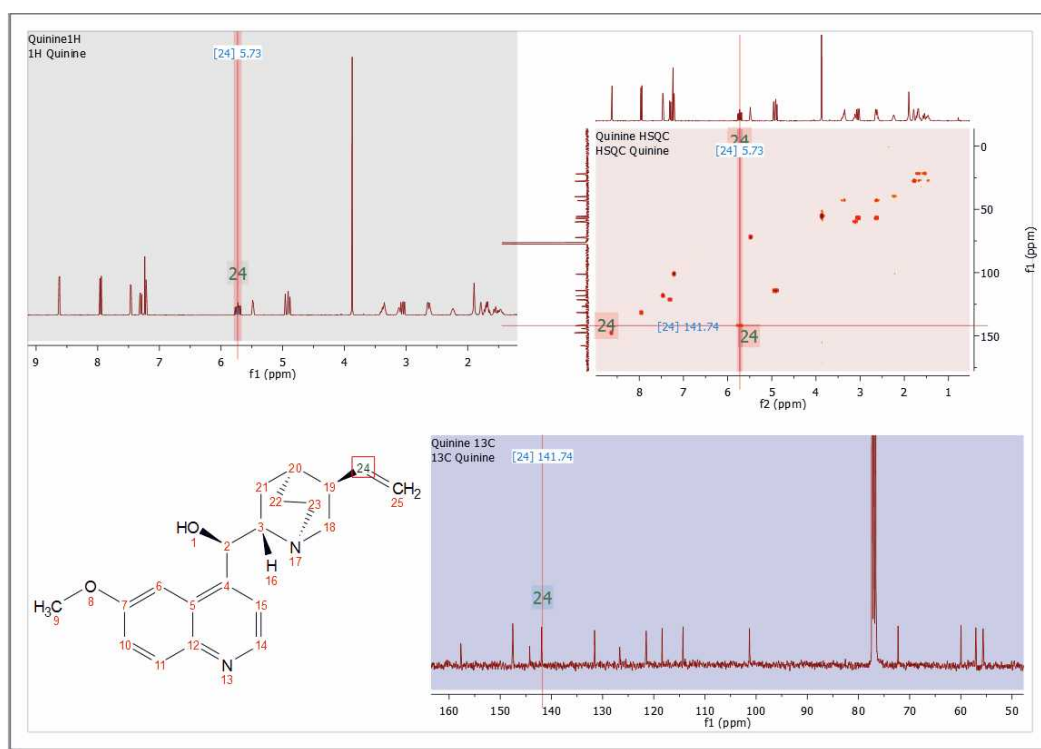 Quinine1H
1H Quinine
[24] 5.73
24
9 8 7 6 5 4 3 2
f1 (ppm)
Quinine HSQC
HSQC Quinine
24
[24] 5.73
24
[24] 141.74
24
0
50
100
150
f1 (ppm)
8 7 6 5 4 3 2 1
f2 (ppm)
Quinine 13C
13C Quinine
[24] 141.74
24
160 150 140 130 120 110 100 90 80 70 60 50
f1 (ppm)
20
24
21
19
CH2
25
22
23
HO
1
3
18
2
N
17
H
16
O
8
6
4
H3C
9
7
5
15
10
12
14
11
N
13